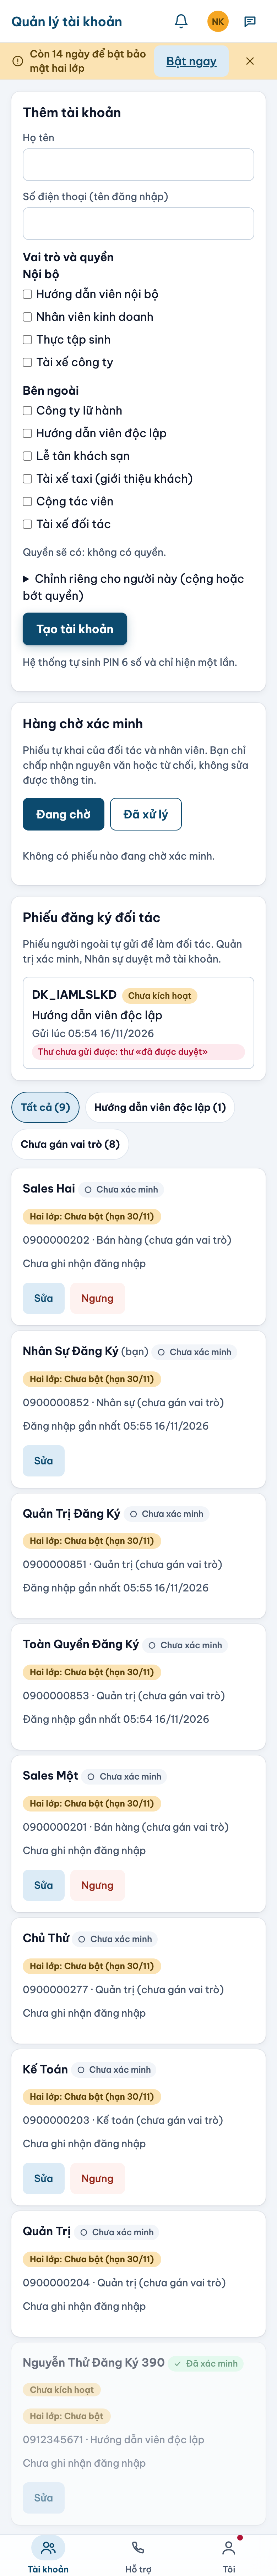 Quản lý tài khoản
NK
Còn 14 ngày để bật bảo
mật hai lớp
Bật ngay
Thêm tài khoản
Họ tên
Số điện thoại (tên đăng nhập)
Vai trò và quyền
Nội bộ
Hướng dẫn viên nội bộ
Nhân viên kinh doanh
Thực tập sinh
Tài xế công ty
Bên ngoài
Công ty lữ hành
Hướng dẫn viên độc lập
Lễ tân khách sạn
Tài xế taxi (giới thiệu khách)
Cộng tác viên
Tài xế đối tác
Quyền sẽ có: không có quyền.
Chỉnh riêng cho người này (cộng hoặc
bớt quyền)
Tạo tài khoản
Hệ thống tự sinh PIN 6 số và chỉ hiện một lần.
Hàng chờ xác minh
Phiếu tự khai của đối tác và nhân viên. Bạn chỉ
chấp nhận nguyên văn hoặc từ chối, không sửa
được thông tin.
Đang chờ
Đã xử lý
Không có phiếu nào đang chờ xác minh.
Phiếu đăng ký đối tác
Phiếu người ngoài tự gửi để làm đối tác. Quản
trị xác minh, Nhân sự duyệt mở tài khoản.
DK_IAMLSLKD Chưa kích hoạt
Hướng dẫn viên độc lập
Gửi lúc 05:54 16/11/2026
Thư chưa gửi được: thư «đã được duyệt»
Tất cả (9)
Hướng dẫn viên độc lập (1)
Chưa gán vai trò (8)
Sales Hai Chưa xác minh
Hai lớp: Chưa bật (hạn 30/11)
0900000202 · Bán hàng (chưa gán vai trò)
Chưa ghi nhận đăng nhập
Sửa
Ngưng
Nhân Sự Đăng Ký (bạn) Chưa xác minh
Hai lớp: Chưa bật (hạn 30/11)
0900000852 · Nhân sự (chưa gán vai trò)
Đăng nhập gần nhất 05:55 16/11/2026
Sửa
Quản Trị Đăng Ký Chưa xác minh
Hai lớp: Chưa bật (hạn 30/11)
0900000851 · Quản trị (chưa gán vai trò)
Đăng nhập gần nhất 05:55 16/11/2026
Toàn Quyền Đăng Ký Chưa xác minh
Hai lớp: Chưa bật (hạn 30/11)
0900000853 · Quản trị (chưa gán vai trò)
Đăng nhập gần nhất 05:54 16/11/2026
Sales Một Chưa xác minh
Hai lớp: Chưa bật (hạn 30/11)
0900000201 · Bán hàng (chưa gán vai trò)
Chưa ghi nhận đăng nhập
Sửa
Ngưng
Chủ Thử Chưa xác minh
Hai lớp: Chưa bật (hạn 30/11)
0900000277 · Quản trị (chưa gán vai trò)
Chưa ghi nhận đăng nhập
Kế Toán Chưa xác minh
Hai lớp: Chưa bật (hạn 30/11)
0900000203 · Kế toán (chưa gán vai trò)
Chưa ghi nhận đăng nhập
Sửa
Ngưng
Quản Trị Chưa xác minh
Hai lớp: Chưa bật (hạn 30/11)
0900000204 · Quản trị (chưa gán vai trò)
Chưa ghi nhận đăng nhập
Nguyễn Thử Đăng Ký 390 Đã xác minh
Chưa kích hoạt
Hai lớp: Chưa bật
0912345671 · Hướng dẫn viên độc lập
Chưa ghi nhận đăng nhập
Sửa
Tài khoản
Hỗ trợ
Tôi